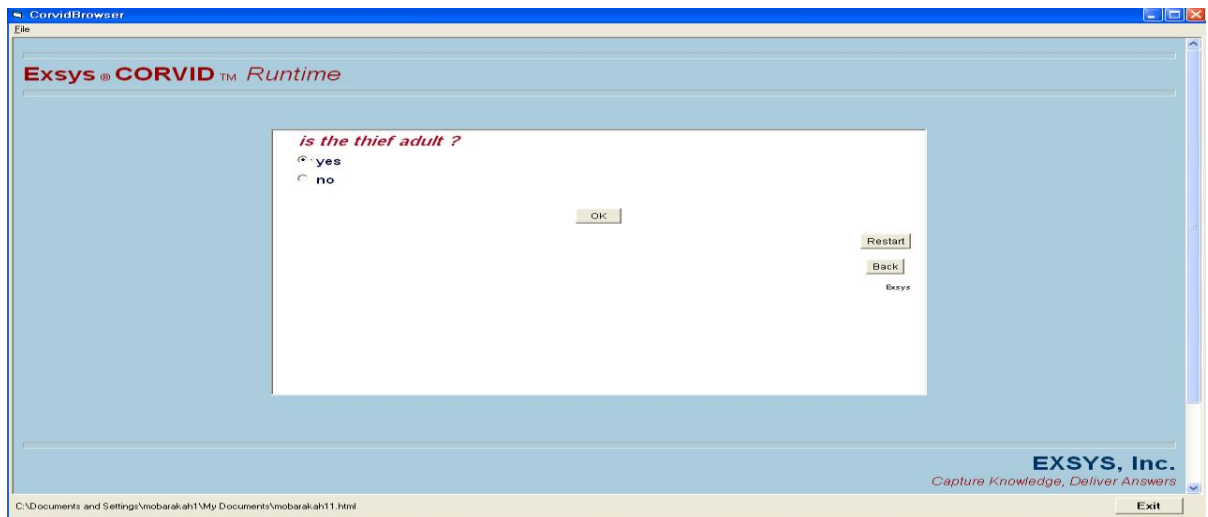 CorvidBrowser
File
Exsys ® CORVID TM Runtime
is the thief adult ?
yes
no
OK
Restart
Back
Exsys
EXSYS, Inc.
Capture Knowledge, Deliver Answers
C:\Documents and Settings\mobarakah1\My Documents\mobarakah11.html
Exit